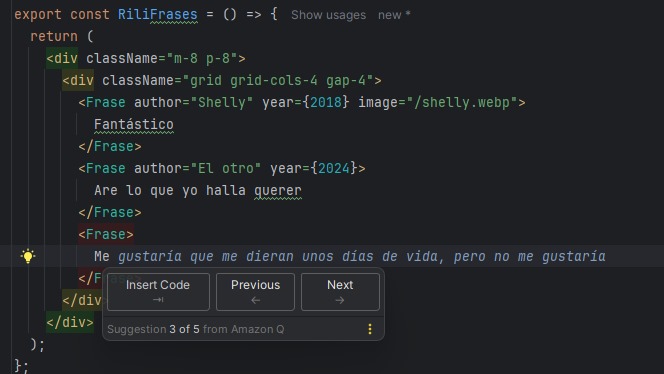 export const RiliFrases = () => { Show usages new *
return (
<div className="m-8 p-8">
<div className="grid grid-cols-4 gap-4">
<Frase author="Shelly" year={2018} image="/shelly.webp">
Fantástico
</Frase>
<Frase author="El otro" year={2024}>
Are lo que yo halla querer
</Frase>
<Frase>
Me gustaría que me dieran unos días de vida, pero no me gustaría
</Fr
Insert Code Previous Next
⇥ ← →
</div
Suggestion 3 of 5 from Amazon Q
</div>
);
};